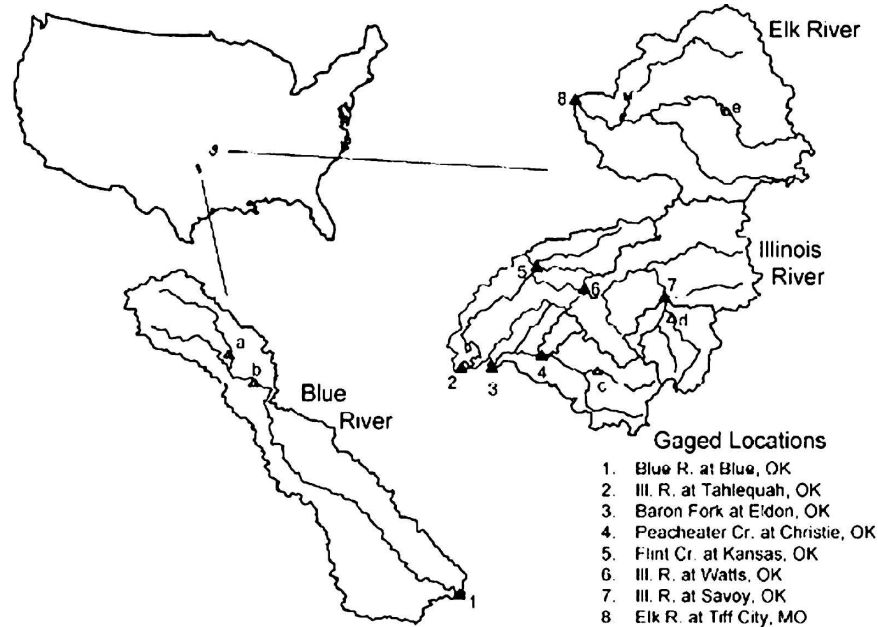 Elk River
8
e
Illinois
River
5
6
7
d
2
3
4
c
a
b
Blue
River
1
Gaged Locations
1. Blue R. at Blue, OK
2. Ill. R. at Tahlequah, OK
3. Baron Fork at Eldon, OK
4. Peacheater Cr. at Christie, OK
5. Flint Cr. at Kansas, OK
6. Ill. R. at Watts, OK
7. Ill. R. at Savoy, OK
8. Elk R. at Tiff City, MO